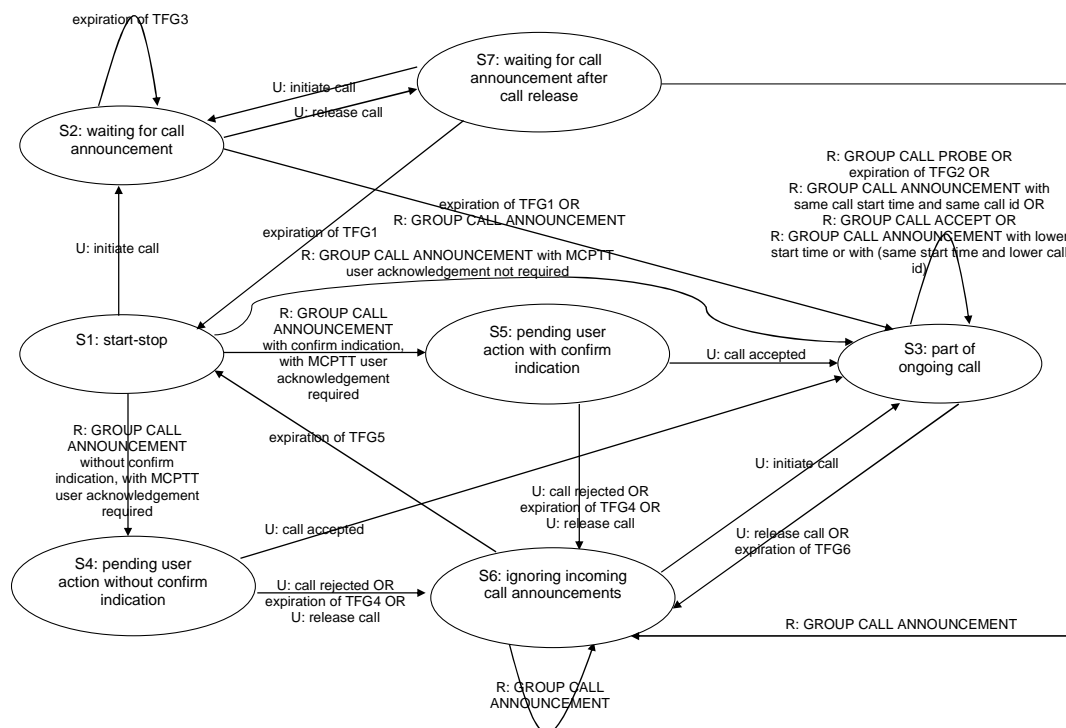 expiration of TFG3
S7: waiting for call
announcement after
call release
U: initiate call
U: release call
S2: waiting for call
announcement
R: GROUP CALL PROBE OR
expiration of TFG2 OR
R: GROUP CALL ANNOUNCEMENT with
same call start time and same call id OR
R: GROUP CALL ACCEPT OR
R: GROUP CALL ANNOUNCEMENT with lower
start time or with (same start time and lower call
id)
expiration of TFG1 OR
R: GROUP CALL ANNOUNCEMENT
expiration of TFG1
U: initiate call
R: GROUP CALL ANNOUNCEMENT with MCPTT
user acknowledgement not required
S1: start-stop
R: GROUP CALL
ANNOUNCEMENT
with confirm indication,
with MCPTT user
acknowledgement
required
S5: pending user
action with confirm
indication
U: call accepted
S3: part of
ongoing call
R: GROUP CALL
ANNOUNCEMENT
without confirm
indication, with MCPTT
user acknowledgement
required
expiration of TFG5
U: initiate call
U: call rejected OR
expiration of TFG4 OR
U: release call
U: call accepted
U: release call OR
expiration of TFG6
S4: pending user
action without confirm
indication
U: call rejected OR
expiration of TFG4 OR
U: release call
S6: ignoring incoming
call announcements
R: GROUP CALL ANNOUNCEMENT
R: GROUP CALL
ANNOUNCEMENT